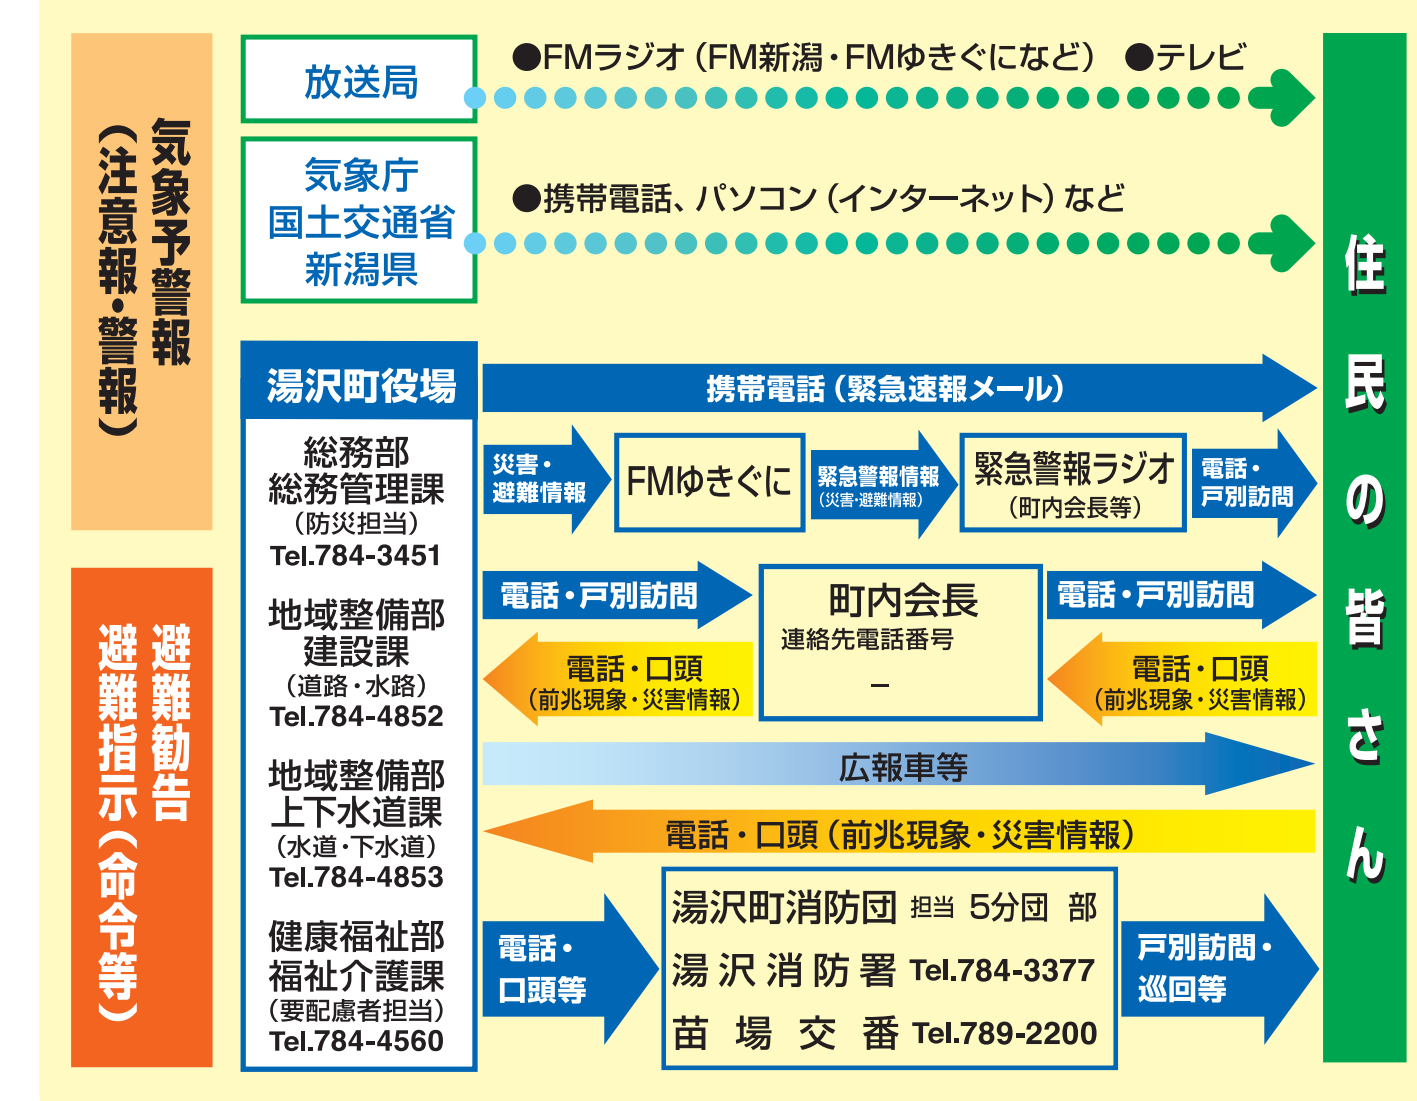 気象予警報
（注意報・警報）
避難勧告
避難指示（命令等）
放送局
●FMラジオ（FM新潟・FMゆきぐになど）　●テレビ
気象庁
国土交通省
新潟県
●携帯電話、パソコン（インターネット）など
湯沢町役場
総務部
総務管理課
（防災担当）
Tel.784-3451
地域整備部
建設課
（道路・水路）
Tel.784-4852
地域整備部
上下水道課
（水道・下水道）
Tel.784-4853
健康福祉部
福祉介護課
（要配慮者担当）
Tel.784-4560
携帯電話（緊急速報メール）
災害・
避難情報
FMゆきぐに
緊急警報情報
（災害・避難情報）
緊急警報ラジオ
（町内会長等）
電話・
戸別訪問
電話・戸別訪問
町内会長
連絡先電話番号
−
電話・戸別訪問
電話・口頭
（前兆現象・災害情報）
電話・口頭
（前兆現象・災害情報）
広報車等
電話・口頭（前兆現象・災害情報）
電話・
口頭等
湯沢町消防団 担当 5分団 部
湯沢消防署 Tel.784-3377
苗場交番 Tel.789-2200
戸別訪問・
巡回等
住民の皆さん